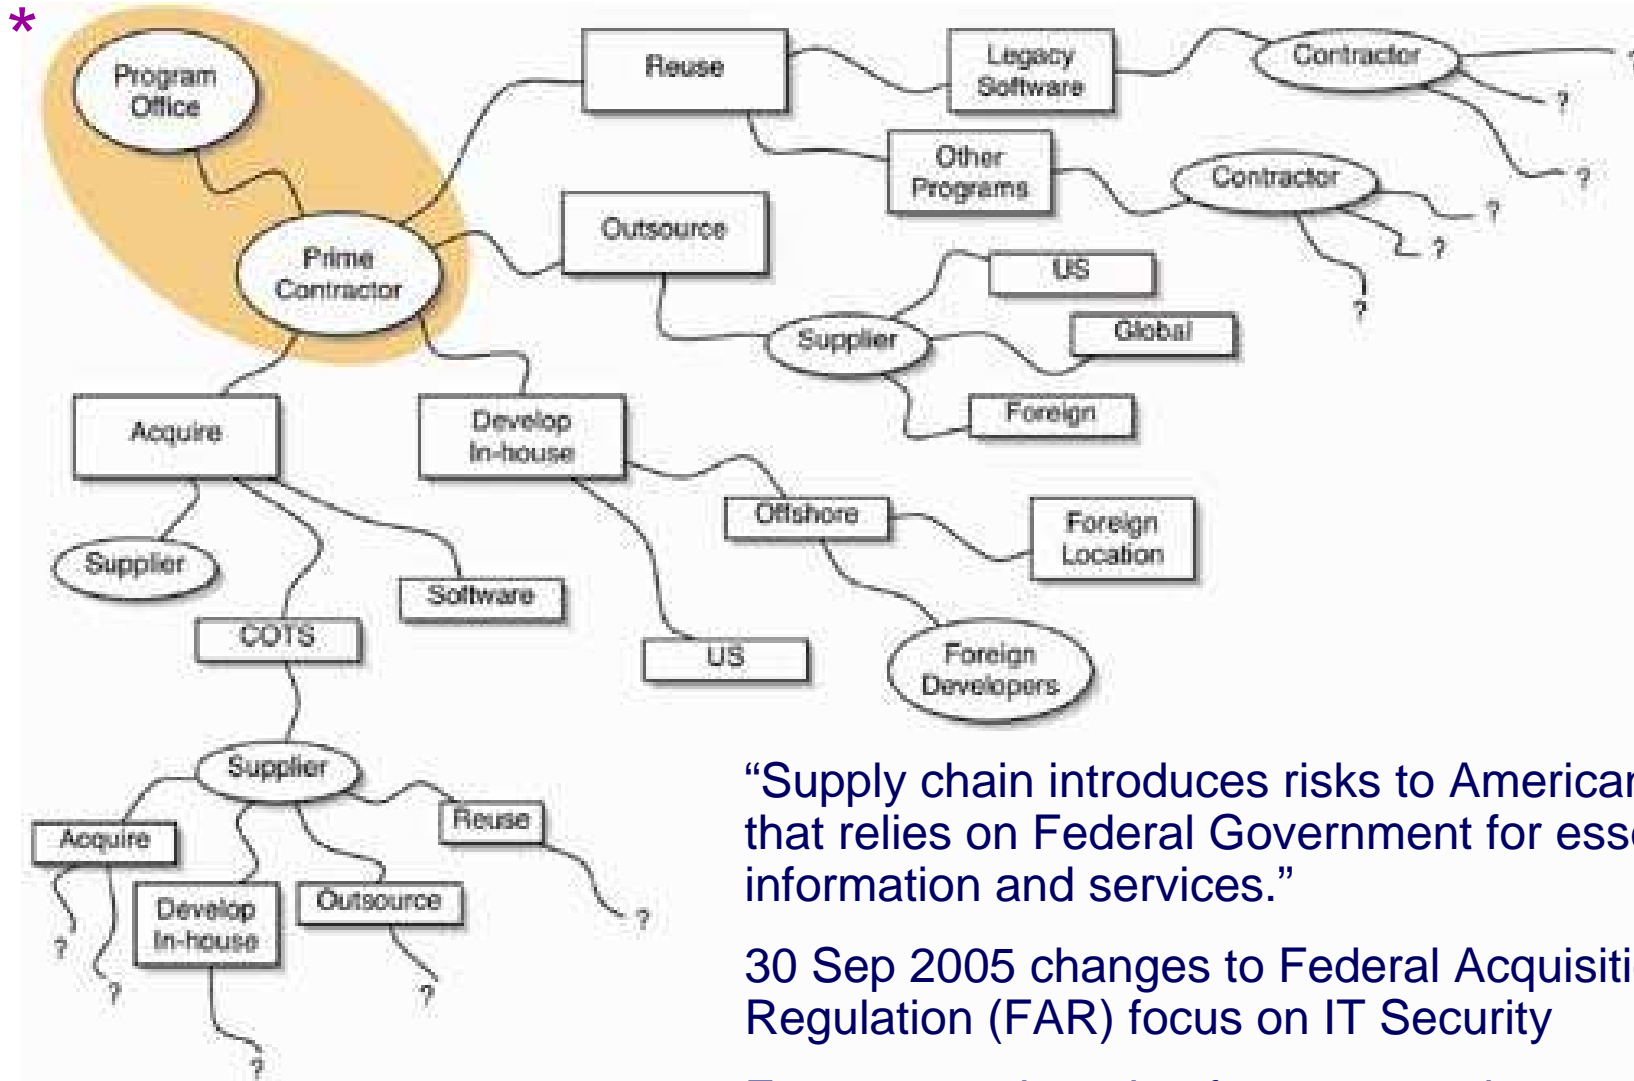 *
Program
Office
Reuse
Legacy
Software
Contractor
?
?
?
Other
Programs
Contractor
?
?
?
Prime
Contractor
Outsource
US
Supplier
Global
Foreign
Acquire
Develop
In-house
Offshore
Foreign
Location
Supplier
Software
COTS
US
Foreign
Developers
Supplier
Acquire
Reuse
Develop
In-house
Outsource
?
?
?
?
?
“Supply chain introduces risks to American
that relies on Federal Government for esse
information and services.”
30 Sep 2005 changes to Federal Acquisiti
Regulation (FAR) focus on IT Security